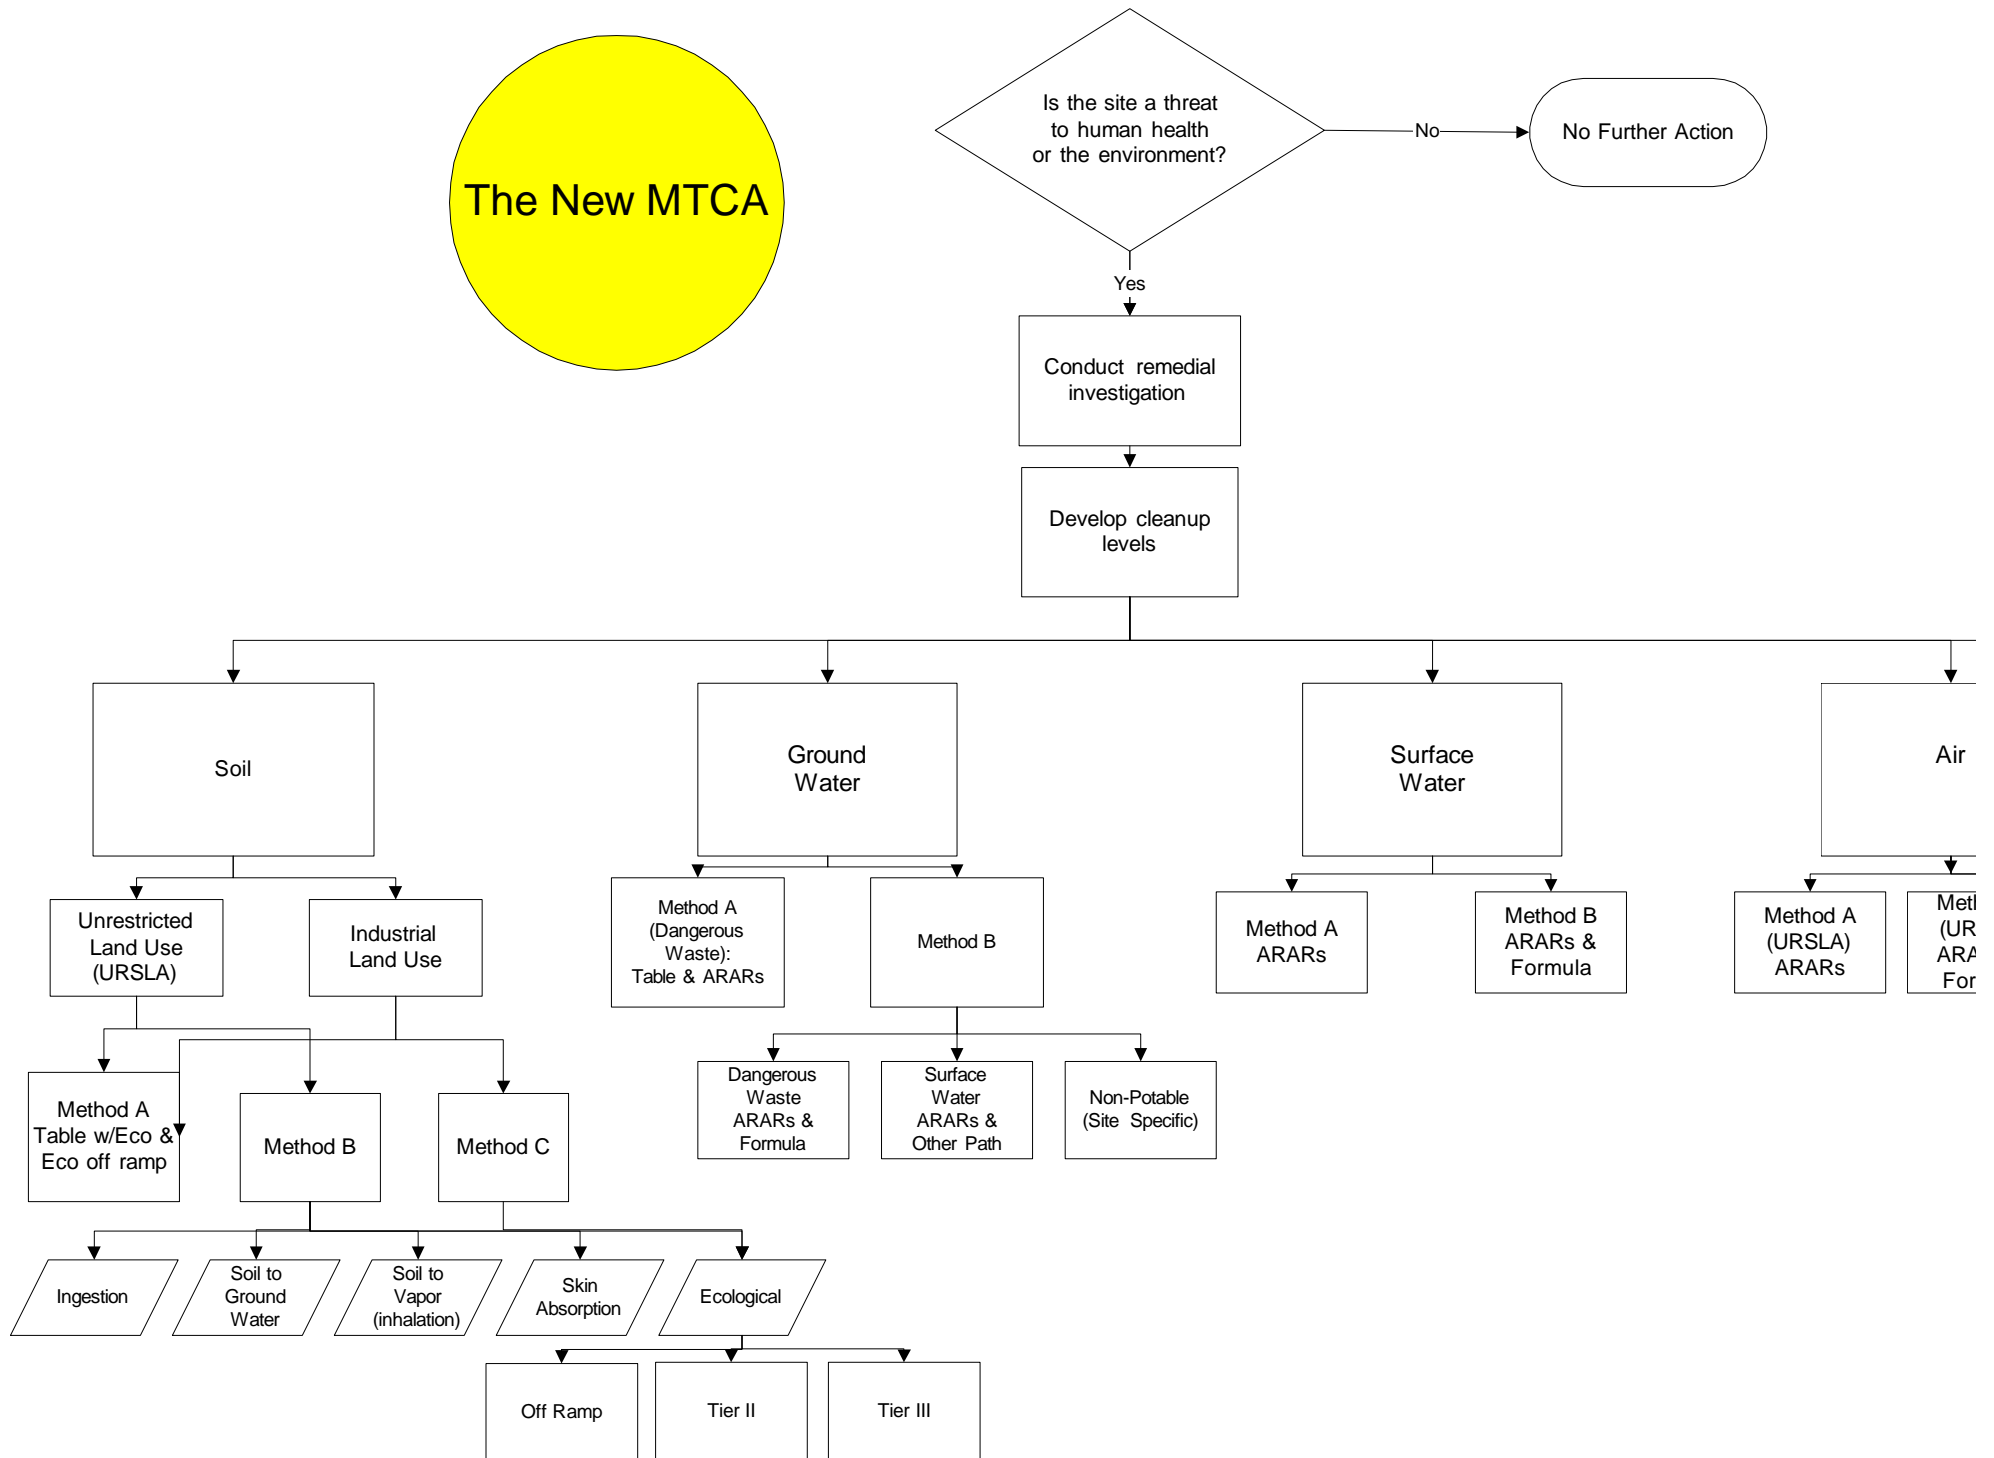 The New MTCA
Is the site a threat
to human health
or the environment?
No
No Further Action
Yes
Conduct remedial
investigation
Develop cleanup
levels
Soil
Ground
Water
Surface
Water
Air
Unrestricted
Land Use
(URSLA)
Industrial
Land Use
Method A
(Dangerous
Waste):
Table & ARARs
Method B
Method A
ARARs
Method B
ARARs &
Formula
Method A
(URSLA)
ARARs
Method A
Table w/Eco &
Eco off ramp
Method B
Method C
Dangerous
Waste
ARARs &
Formula
Surface
Water
ARARs &
Other Path
Non-Potable
(Site Specific)
Ingestion
Soil to
Ground
Water
Soil to
Vapor
(inhalation)
Skin
Absorption
Ecological
Off Ramp
Tier II
Tier III